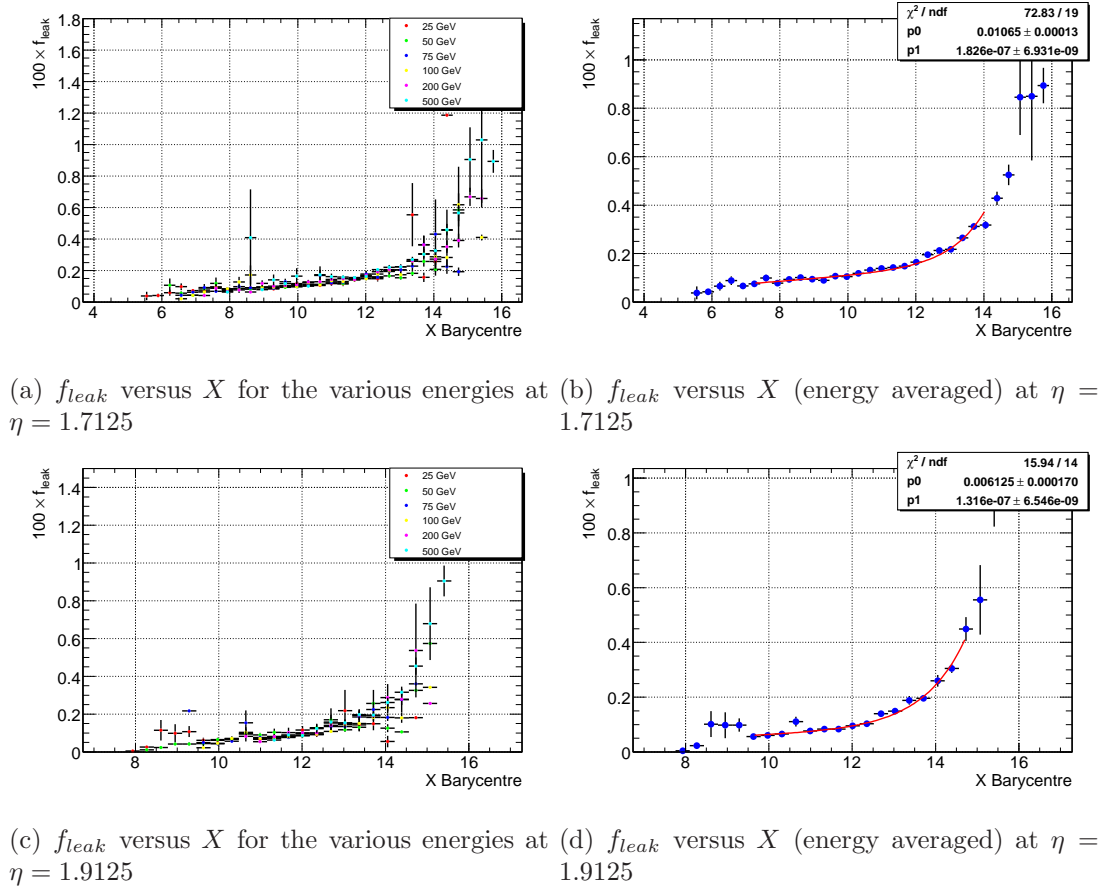 100 × f_leak
1.8
1.6
1.4
1.2
1
0.8
0.6
0.4
0.2
0
4 6 8 10 12 14 16
X Barycentre
25 GeV
50 GeV
75 GeV
100 GeV
200 GeV
500 GeV
100 × f_leak
1
0.8
0.6
0.4
0.2
0
4 6 8 10 12 14 16
X Barycentre
χ² / ndf 72.83 / 19
p0 0.01065 ± 0.00013
p1 1.826e-07 ± 6.931e-09
(a) f_leak versus X for the various energies at η = 1.7125
(b) f_leak versus X (energy averaged) at η = 1.7125
100 × f_leak
1.4
1.2
1
0.8
0.6
0.4
0.2
0
8 10 12 14 16
X Barycentre
25 GeV
50 GeV
75 GeV
100 GeV
200 GeV
500 GeV
100 × f_leak
1
0.8
0.6
0.4
0.2
0
8 10 12 14 16
X Barycentre
χ² / ndf 15.94 / 14
p0 0.006125 ± 0.000170
p1 1.316e-07 ± 6.546e-09
(c) f_leak versus X for the various energies at η = 1.9125
(d) f_leak versus X (energy averaged) at η = 1.9125